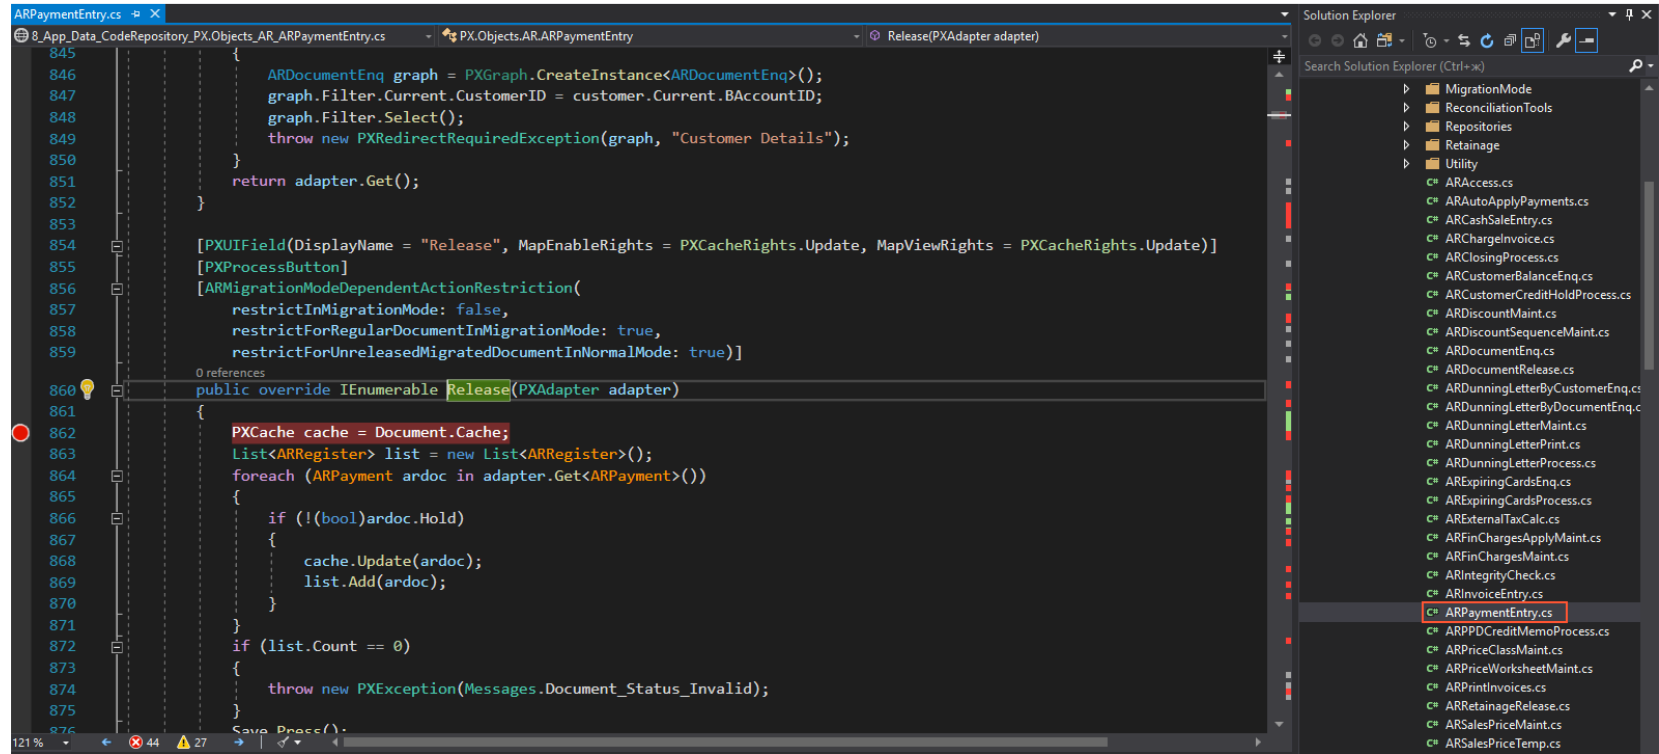 ARPaymentEntry.cs
8_App_Data_CodeRepository_PX.Objects_AR_ARPaymentEntry.cs PX.Objects.AR.ARPaymentEntry Release(PXAdapter adapter)
845 {
846 ARDocumentEnq graph = PXGraph.CreateInstance<ARDocumentEnq>();
847 graph.Filter.Current.CustomerID = customer.Current.BAccountID;
848 graph.Filter.Select();
849 throw new PXRedirectRequiredException(graph, "Customer Details");
850 }
851 return adapter.Get();
852 }
853
854 [PXUIField(DisplayName = "Release", MapEnableRights = PXCacheRights.Update, MapViewRights = PXCacheRights.Update)]
855 [PXProcessButton]
856 [ARMigrationModeDependentActionRestriction(
857 restrictInMigrationMode: false,
858 restrictForRegularDocumentInMigrationMode: true,
859 restrictForUnreleasedMigratedDocumentInNormalMode: true)]
0 references
860 public override IEnumerable Release(PXAdapter adapter)
861 {
862 PXCache cache = Document.Cache;
863 List<ARRegister> list = new List<ARRegister>();
864 foreach (ARPayment ardoc in adapter.Get<ARPayment>())
865 {
866 if (!(bool)ardoc.Hold)
867 {
868 cache.Update(ardoc);
869 list.Add(ardoc);
870 }
871 }
872 if (list.Count == 0)
873 {
874 throw new PXException(Messages.Document_Status_Invalid);
875 }
876 Save.Press();
121 % 44 27
Solution Explorer
Search Solution Explorer (Ctrl+ж)
MigrationMode
ReconciliationTools
Repositories
Retainage
Utility
C# ARAccess.cs
C# ARAutoApplyPayments.cs
C# ARCashSaleEntry.cs
C# ARChargeInvoice.cs
C# ARClosingProcess.cs
C# ARCustomerBalanceEnq.cs
C# ARCustomerCreditHoldProcess.cs
C# ARDiscountMaint.cs
C# ARDiscountSequenceMaint.cs
C# ARDocumentEnq.cs
C# ARDocumentRelease.cs
C# ARDunningLetterByCustomerEnq.cs
C# ARDunningLetterByDocumentEnq.c
C# ARDunningLetterMaint.cs
C# ARDunningLetterPrint.cs
C# ARDunningLetterProcess.cs
C# ARExpiringCardsEnq.cs
C# ARExpiringCardsProcess.cs
C# ARExternalTaxCalc.cs
C# ARFinChargesApplyMaint.cs
C# ARFinChargesMaint.cs
C# ARIntegrityCheck.cs
C# ARInvoiceEntry.cs
C# ARPaymentEntry.cs
C# ARPPDCreditMemoProcess.cs
C# ARPriceClassMaint.cs
C# ARPriceWorksheetMaint.cs
C# ARPrintInvoices.cs
C# ARRetainageRelease.cs
C# ARSalesPriceMaint.cs
C# ARSalesPriceTemp.cs